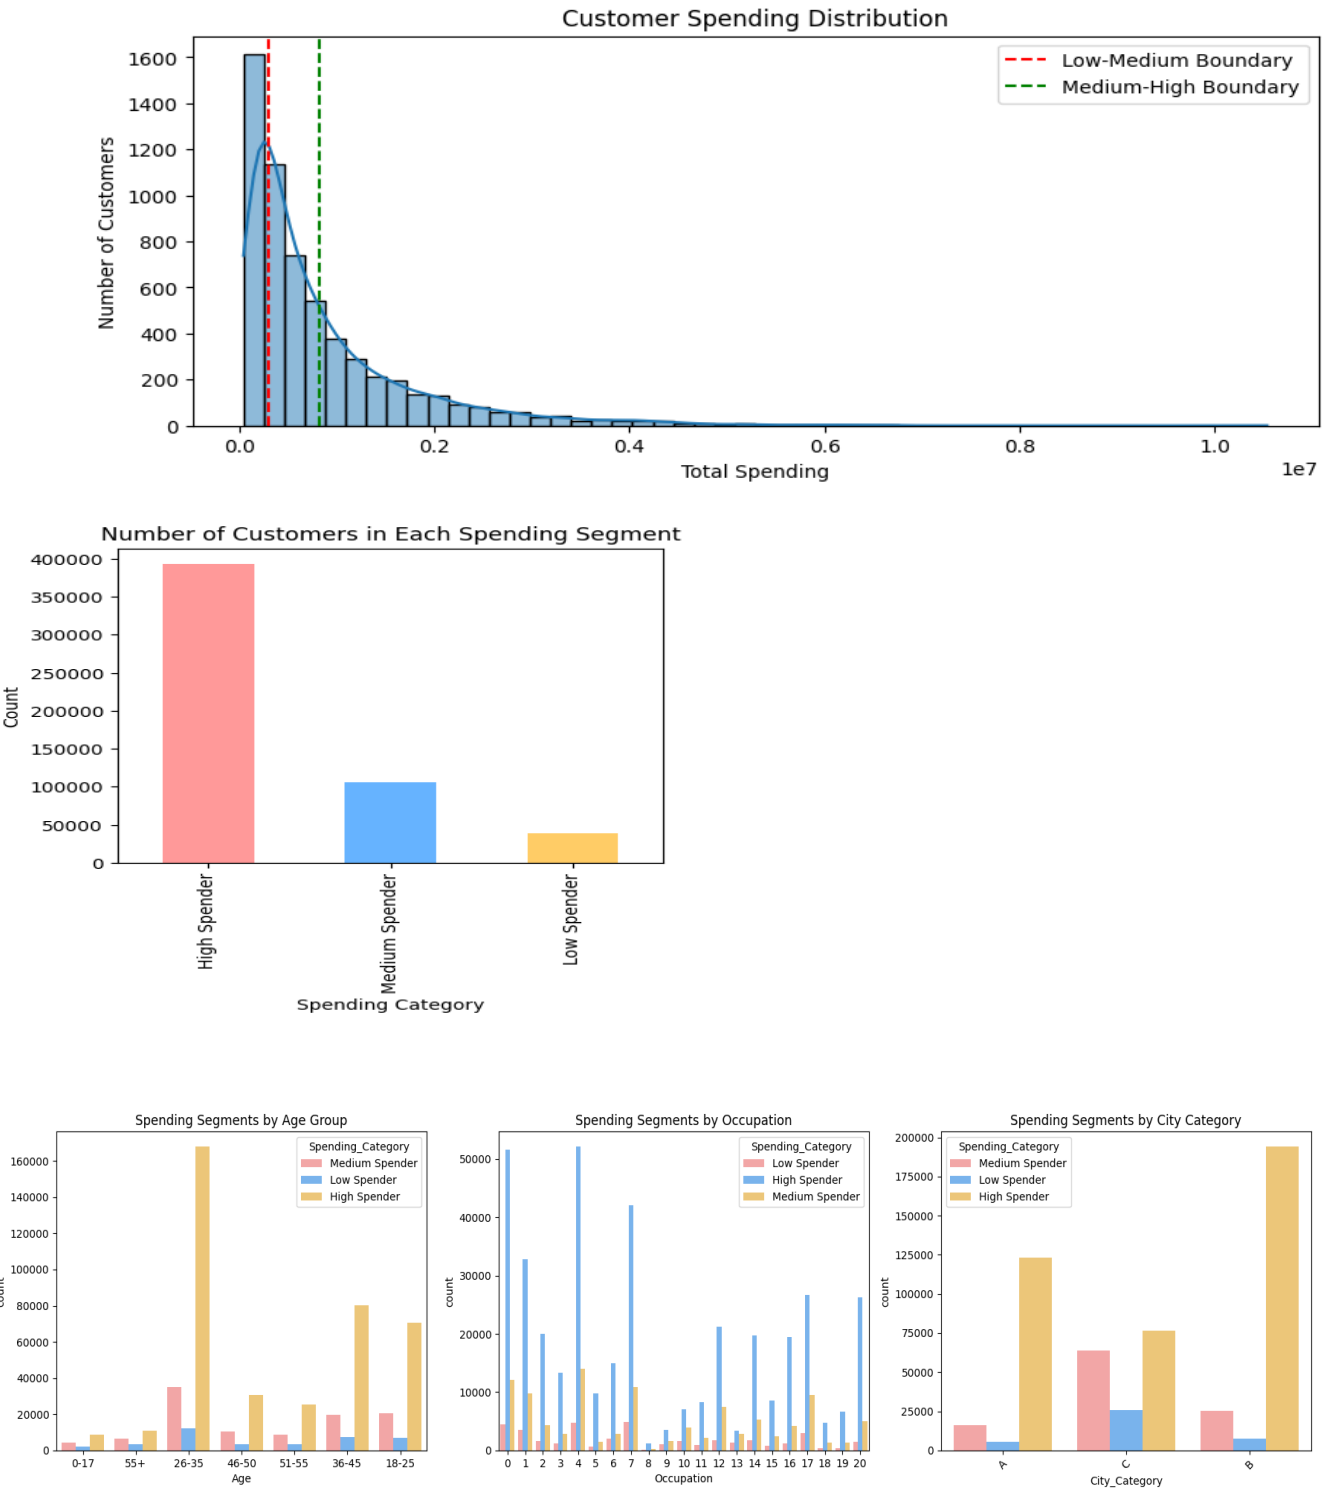 Customer Spending Distribution
Number of Customers
1600
1400
1200
1000
800
600
400
200
0
Low-Medium Boundary
Medium-High Boundary
0.0 0.2 0.4 0.6 0.8 1.0
1e7
Total Spending
Number of Customers in Each Spending Segment
Count
400000
350000
300000
250000
200000
150000
100000
50000
0
High Spender
Medium Spender
Low Spender
Spending Category
Spending Segments by Age Group
count
160000
140000
120000
100000
80000
60000
40000
20000
0
Spending_Category
Medium Spender
Low Spender
High Spender
0-17 55+ 26-35 46-50 51-55 36-45 18-25
Age
Spending Segments by Occupation
count
50000
40000
30000
20000
10000
0
Spending_Category
Low Spender
High Spender
Medium Spender
0 1 2 3 4 5 6 7 8 9 10 11 12 13 14 15 16 17 18 19 20
Occupation
Spending Segments by City Category
count
200000
175000
150000
125000
100000
75000
50000
25000
0
Spending_Category
Medium Spender
Low Spender
High Spender
A C B
City_Category